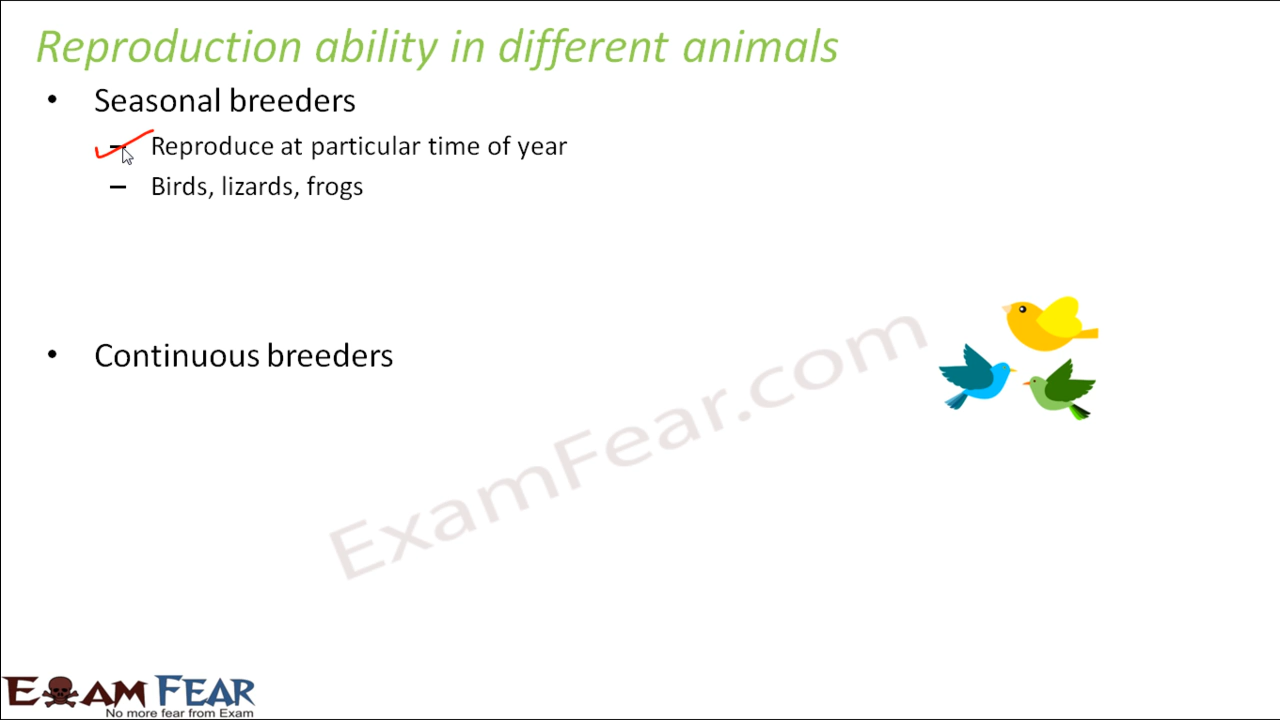 Reproduction ability in different animals
• Seasonal breeders
– Reproduce at particular time of year
– Birds, lizards, frogs
• Continuous breeders
ExamFear.com
EXAM FEAR
No more fear from Exam